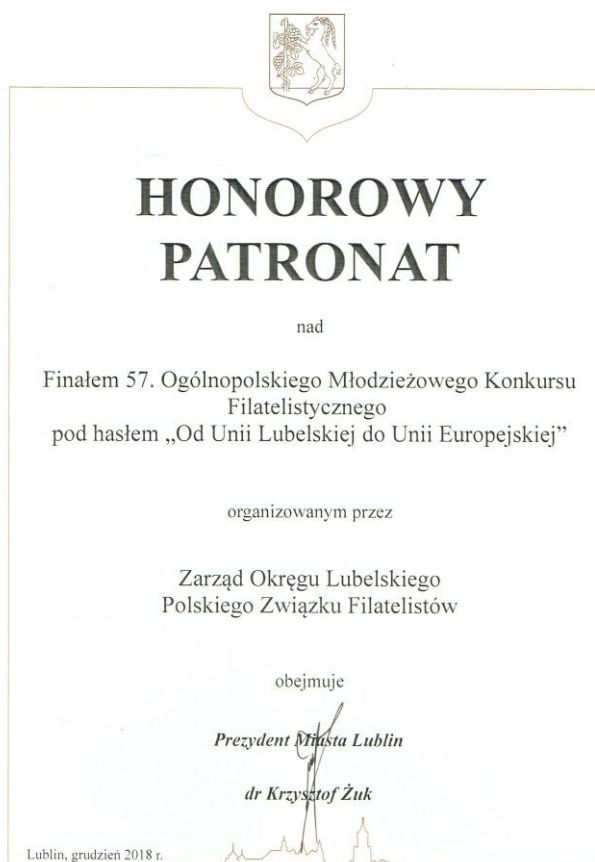 HONOROWY
PATRONAT
nad
Finałem 57. Ogólnopolskiego Młodzieżowego Konkursu
Filatelistycznego
pod hasłem „Od Unii Lubelskiej do Unii Europejskiej”
organizowanym przez
Zarząd Okręgu Lubelskiego
Polskiego Związku Filatelistów
obejmuje
Prezydent Miasta Lublin
dr Krzysztof Żuk
Lublin, grudzień 2018 r.